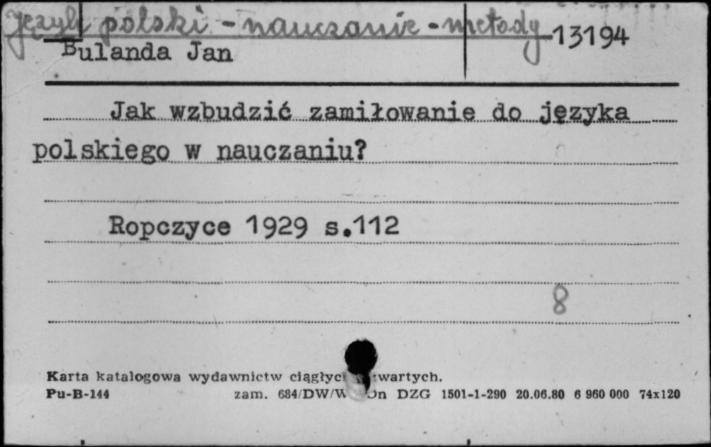 Język polski - nauczanie - metody 13194
Bulanda Jan
Jak wzbudzić zamiłowanie do języka
polskiego w nauczaniu?
Ropczyce 1929 s.112
8
Karta katalogowa wydawnictw
Pu-B-144 zam. 684/DW/W DZG 1501-1-290 20.06.80 6 960 000 74x120